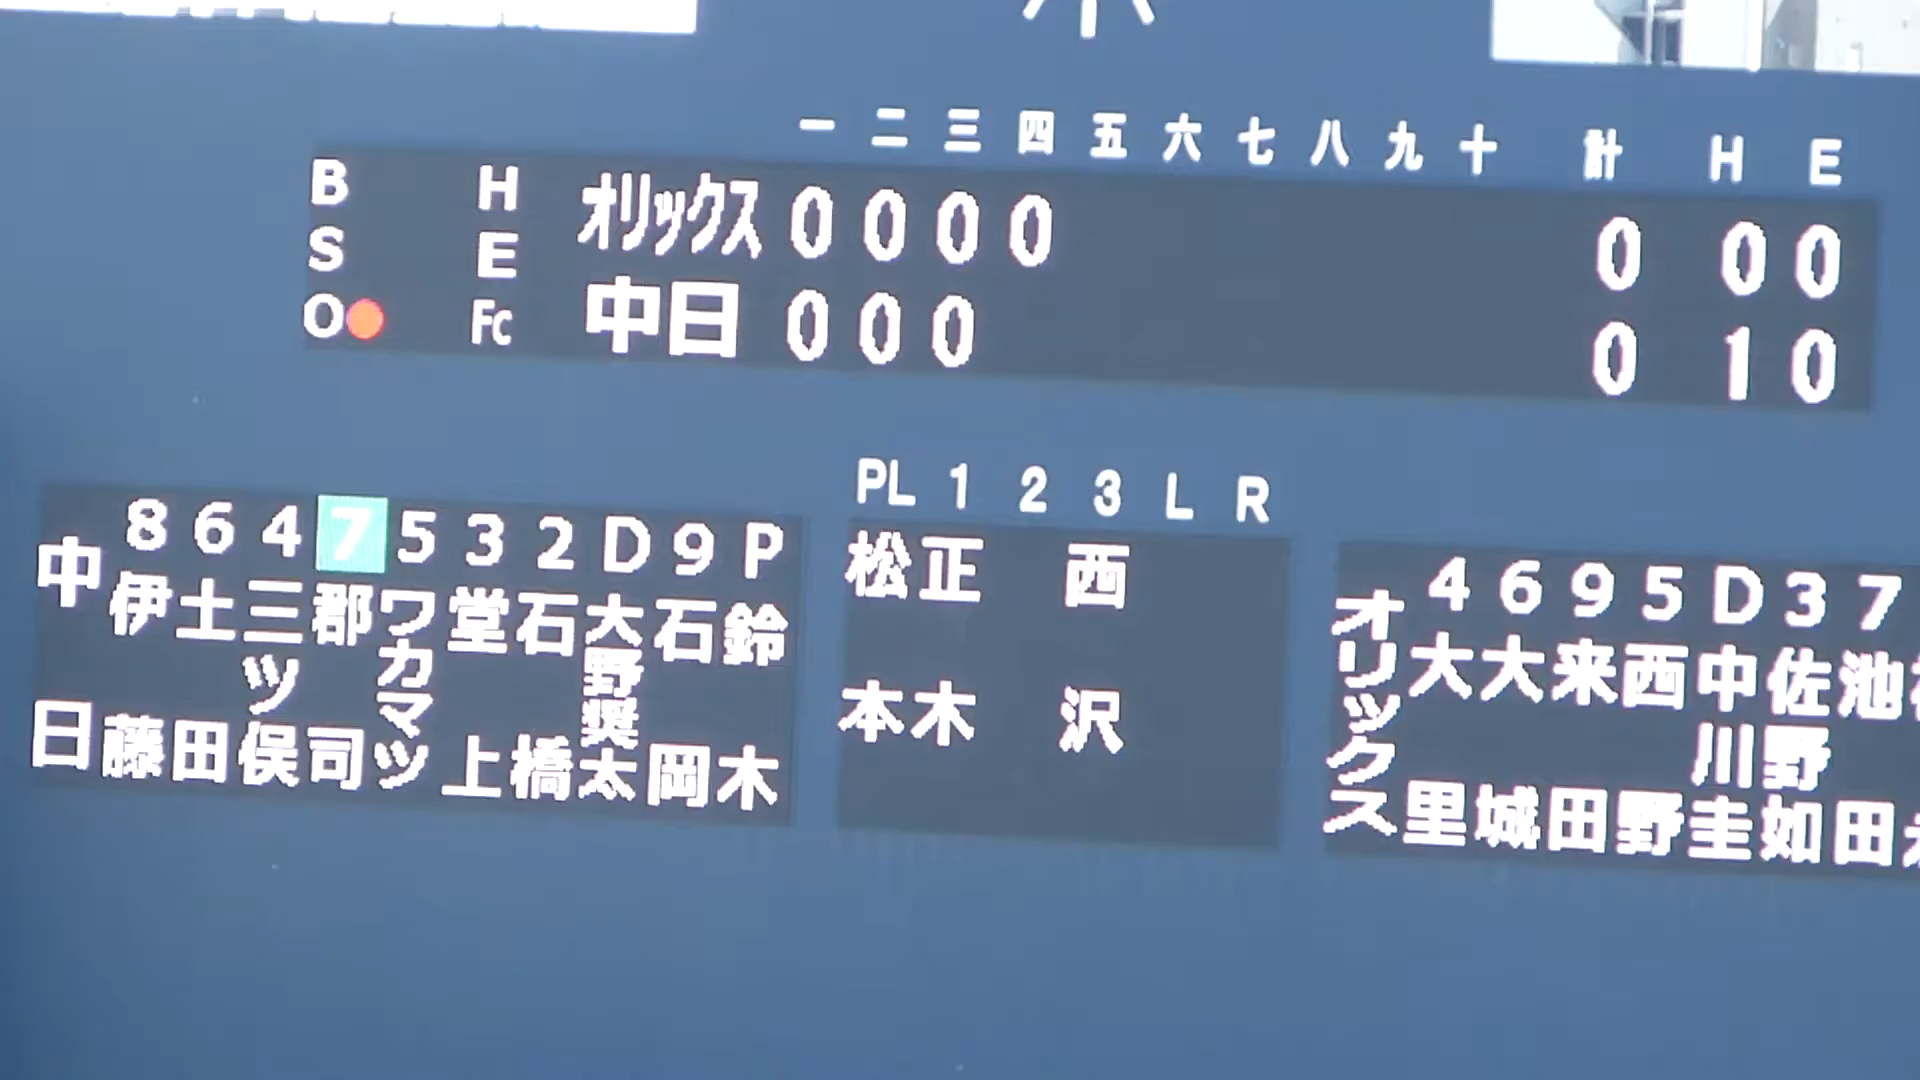 一 二 三 四 五 六 七 八 九 十 計 H E
B H オリックス 0 0 0 0 0 0 0
S E
O Fc 中日 0 0 0 0 1 0
PL 1 2 3 L R
8 6 4 7 5 3 2 D 9 P
中日 伊藤 土田 三ツ俣 郡司 ワカマツ 堂上 石橋 大野奨太 石岡 鈴木
松本 正木 西沢
4 6 9 5 D 3 7
オリックス 大里 大城 来田 西野 中川圭 佐野如 池田